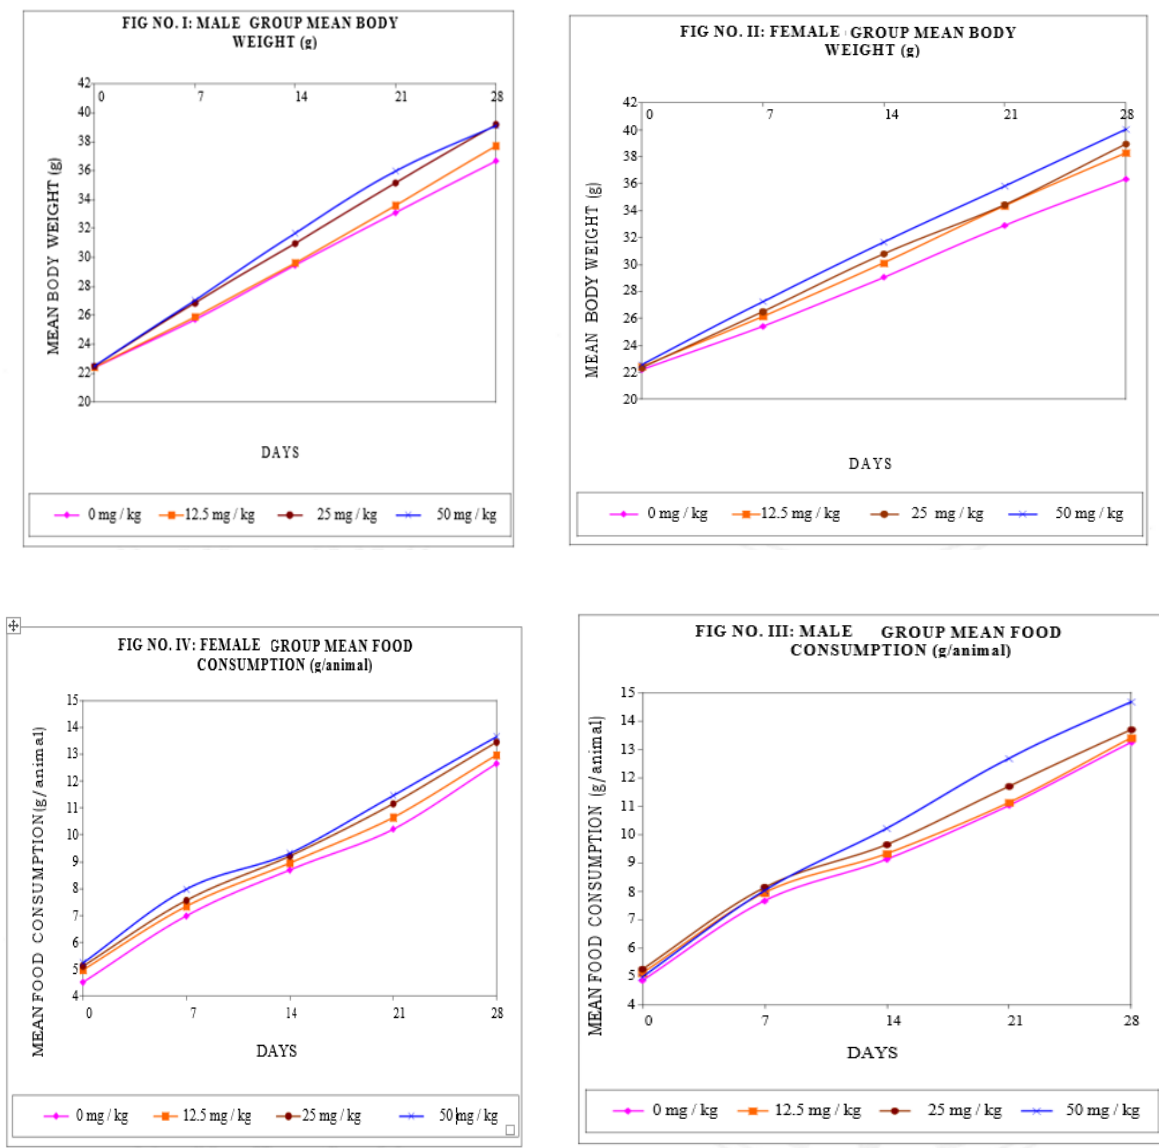 FIG NO. I: MALE GROUP MEAN BODY
WEIGHT (g)
MEAN BODY WEIGHT (g)
42
40
38
36
34
32
30
28
26
24
22
20
0 7 14 21 28
DAYS
0 mg / kg 12.5 mg / kg 25 mg / kg 50 mg / kg
FIG NO. II: FEMALE GROUP MEAN BODY
WEIGHT (g)
MEAN BODY WEIGHT (g)
42
40
38
36
34
32
30
28
26
24
22
20
0 7 14 21 28
DAYS
0 mg / kg 12.5 mg / kg 25 mg / kg 50 mg / kg
FIG NO. IV: FEMALE GROUP MEAN FOOD
CONSUMPTION (g/animal)
MEAN FOOD CONSUMPTION (g/animal)
15
14
13
12
11
10
9
8
7
6
5
4
0 7 14 21 28
DAYS
0 mg / kg 12.5 mg / kg 25 mg / kg 50 mg / kg
FIG NO. III: MALE GROUP MEAN FOOD
CONSUMPTION (g/animal)
MEAN FOOD CONSUMPTION (g/animal)
15
14
13
12
11
10
9
8
7
6
5
4
0 7 14 21 28
DAYS
0 mg / kg 12.5 mg / kg 25 mg / kg 50 mg / kg